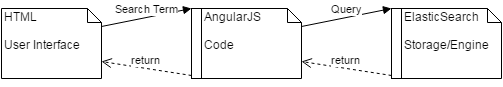 HTML
User Interface
Search Term
return
AngularJS
Code
Query
return
ElasticSearch
Storage/Engine